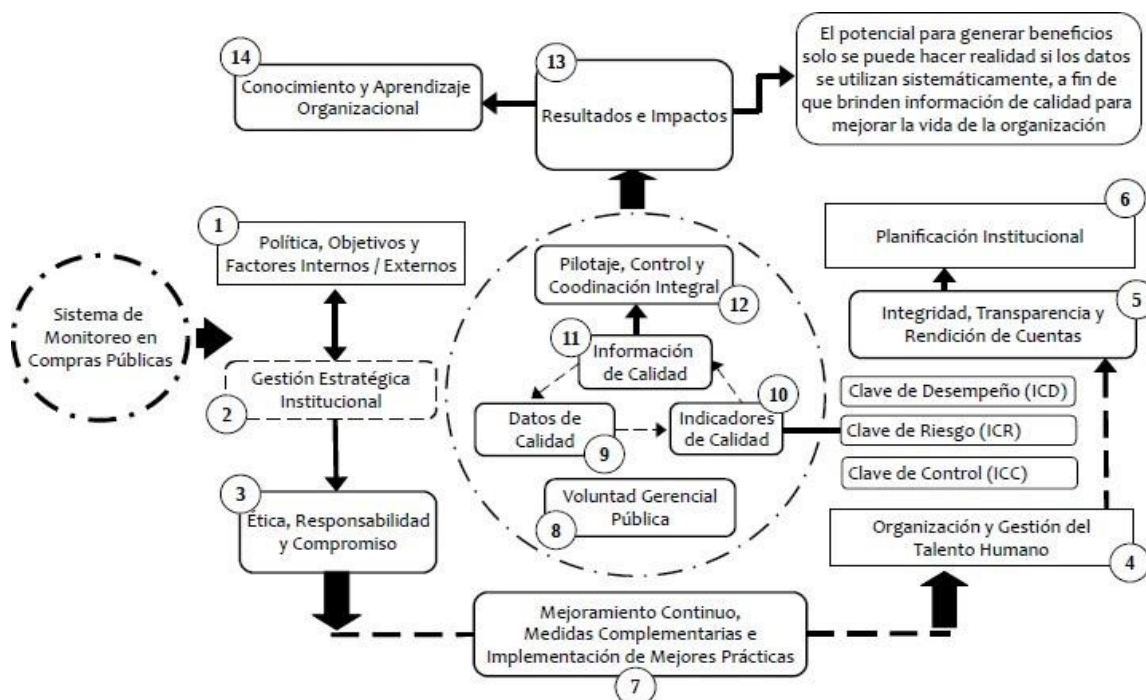 14
Conocimiento y Aprendizaje
Organizacional
13
Resultados e Impactos
El potencial para generar beneficios
solo se puede hacer realidad si los datos
se utilizan sistemáticamente, a fin de
que brinden información de calidad para
mejorar la vida de la organización
1
Política, Objetivos y
Factores Internos / Externos
6
Planificación Institucional
Sistema de
Monitoreo en
Compras Públicas
Pilotaje, Control y
Coodinación Integral
12
5
Integridad, Transparencia y
Rendición de Cuentas
Gestión Estratégica
Institucional
2
11
Información
de Calidad
Datos de
Calidad
9
10
Indicadores
de Calidad
Clave de Desempeño (ICD)
Clave de Riesgo (ICR)
Clave de Control (ICC)
3
Ética, Responsabilidad
y Compromiso
Voluntad Gerencial
Pública
8
Organización y Gestión del
Talento Humano
4
Mejoramiento Continuo,
Medidas Complementarias e
Implementación de Mejores Prácticas
7